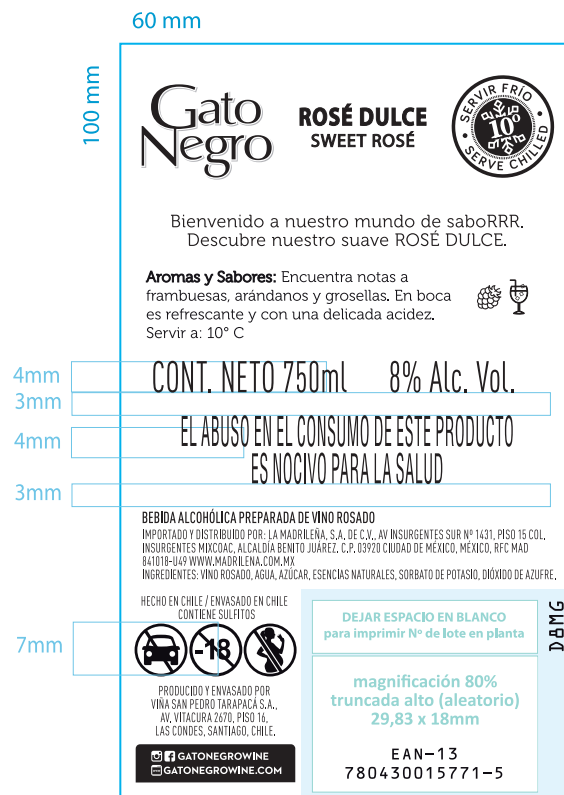 60 mm
100 mm
Gato
Negro
ROSÉ DULCE
SWEET ROSÉ
SERVIR FRIO
10°
SERVE CHILLED
Bienvenido a nuestro mundo de saboRRR.
Descubre nuestro suave ROSÉ DULCE.
Aromas y Sabores: Encuentra notas a
frambuesas, arándanos y grosellas. En boca
es refrescante y con una delicada acidez.
Servir a: 10° C
4mm
CONT. NETO 750ml 8% Alc. Vol.
3mm
4mm
EL ABUSO EN EL CONSUMO DE ESTE PRODUCTO
ES NOCIVO PARA LA SALUD
3mm
BEBIDA ALCOHÓLICA PREPARADA DE VINO ROSADO
IMPORTADO Y DISTRIBUIDO POR: LA MADRILEÑA, S.A. DE C.V., AV INSURGENTES SUR Nº 1431, PISO 15 COL.
INSURGENTES MIXCOAC, ALCALDÍA BENITO JUÁREZ, C.P. 03920 CIUDAD DE MÉXICO, MÉXICO, RFC MAD
841018-U49 WWW.MADRILENA.COM.MX
INGREDIENTES: VINO ROSADO, AGUA, AZÚCAR, ESENCIAS NATURALES, SORBATO DE POTASIO, DIÓXIDO DE AZUFRE.
HECHO EN CHILE / ENVASADO EN CHILE
CONTIENE SULFITOS
7mm
-18
PRODUCIDO Y ENVASADO POR
VIÑA SAN PEDRO TARAPACÁ S.A.,
AV. VITACURA 2670, PISO 16,
LAS CONDES, SANTIAGO, CHILE.
GATONEGROWINE
GATONEGROWINE.COM
DEJAR ESPACIO EN BLANCO
para imprimir Nº de lote en planta
D8MG
magnificación 80%
truncada alto (aleatorio)
29,83 x 18mm
EAN-13
780430015771-5